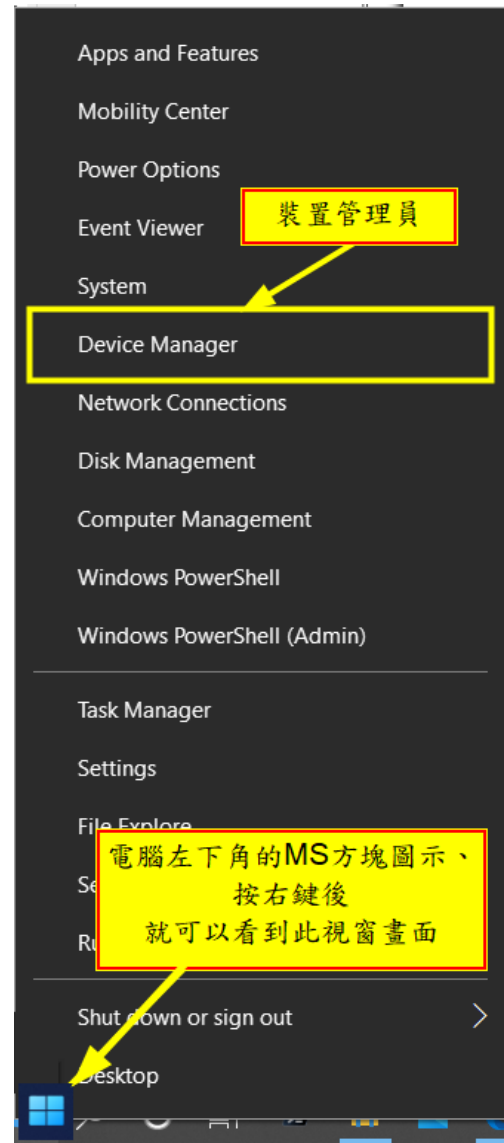 Apps and Features
Mobility Center
Power Options
Event Viewer
裝置管理員
System
Device Manager
Network Connections
Disk Management
Computer Management
Windows PowerShell
Windows PowerShell (Admin)
Task Manager
Settings
File Explore
電腦左下角的MS方塊圖示、
按右鍵後
就可以看到此視窗畫面
Shut down or sign out
Desktop